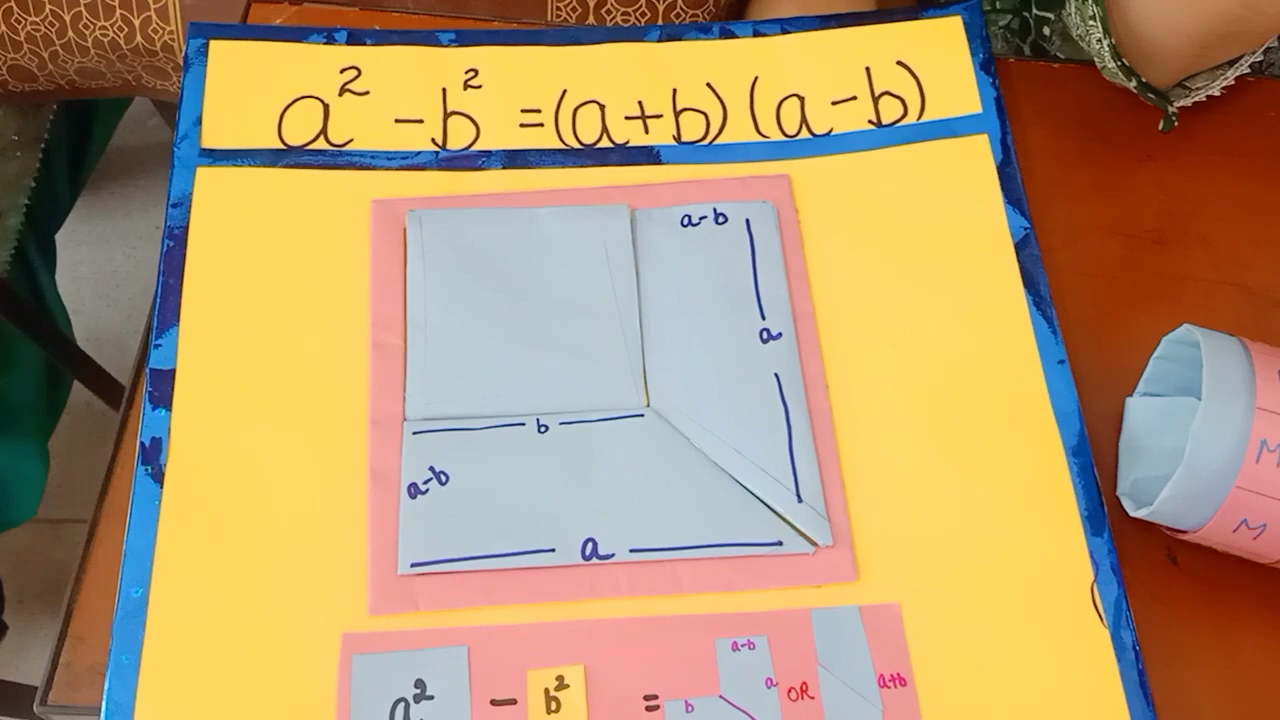 a² - b² = (a+b) (a-b)
a-b
a
b
a-b
a
a-b
a² - b² = a OR a+b
b
M
M